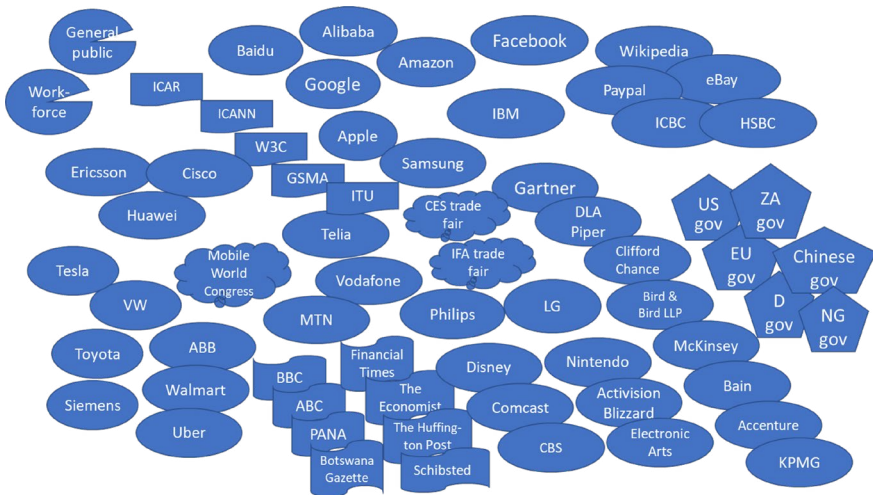 General
public
Work-
force
Baidu
Alibaba
Amazon
Google
Facebook
IBM
Wikipedia
eBay
Paypal
ICBC
HSBC
ICAR
ICANN
W3C
GSMA
ITU
Apple
Samsung
Ericsson
Cisco
Huawei
Telia
CES trade
fair
IFA trade
fair
Gartner
DLA
Piper
Clifford
Chance
Bird &
Bird LLP
McKinsey
Bain
Accenture
KPMG
US
gov
ZA
gov
EU
gov
Chinese
gov
D
gov
NG
gov
Tesla
VW
Mobile
World
Congress
Vodafone
MTN
Philips
LG
Toyota
ABB
Siemens
Walmart
Uber
BBC
ABC
PANA
Botswana
Gazette
Financial
Times
The
Economist
The Huffing-
ton Post
Schibsted
Disney
Comcast
CBS
Nintendo
Activision
Blizzard
Electronic
Arts